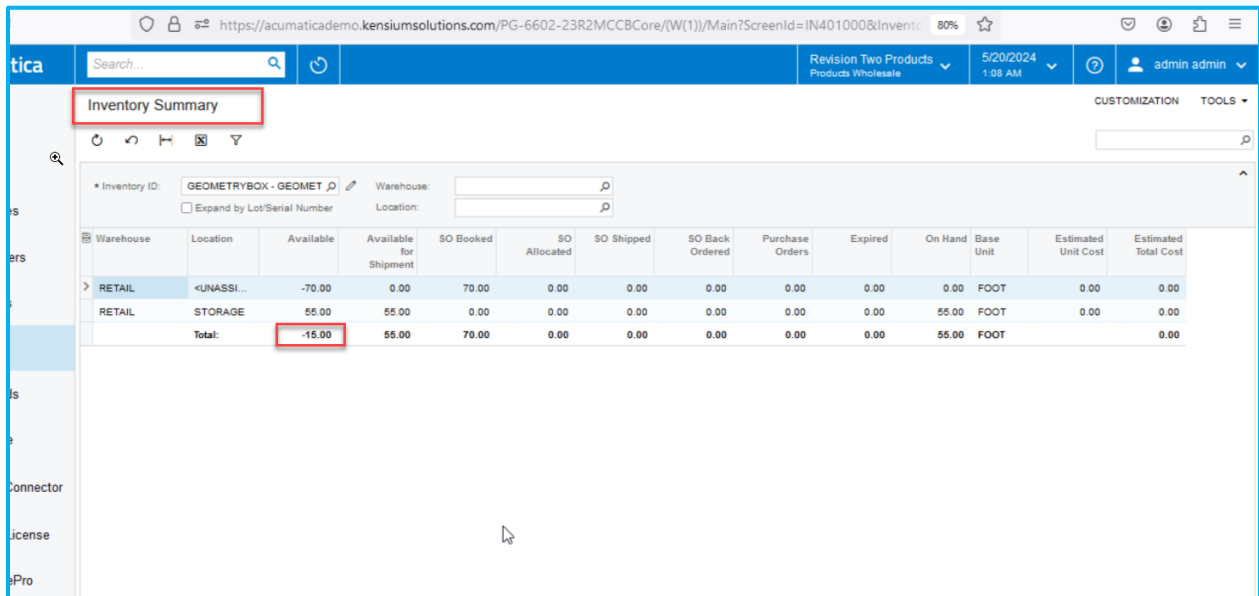 https://acumaticademo.kensiumsolutions.com/PG-6602-23R2MCCBCore/(W(1))/Main?ScreenId=IN401000&Invento 80%
tica Search... Revision Two Products 5/20/2024 admin admin
Products Wholesale 1:08 AM
Inventory Summary CUSTOMIZATION TOOLS
* Inventory ID: GEOMETRYBOX - GEOMET Warehouse:
Expand by Lot/Serial Number Location:
es
ers
s
ds
e
Connector
License
ePro
Warehouse Location Available Available for Shipment SO Booked SO Allocated SO Shipped SO Back Ordered Purchase Orders Expired On Hand Base Unit Estimated Unit Cost Estimated Total Cost
RETAIL <UNASSI... -70.00 0.00 70.00 0.00 0.00 0.00 0.00 0.00 0.00 FOOT 0.00 0.00
RETAIL STORAGE 55.00 55.00 0.00 0.00 0.00 0.00 0.00 0.00 55.00 FOOT 0.00 0.00
Total: -15.00 55.00 70.00 0.00 0.00 0.00 0.00 0.00 55.00 FOOT 0.00